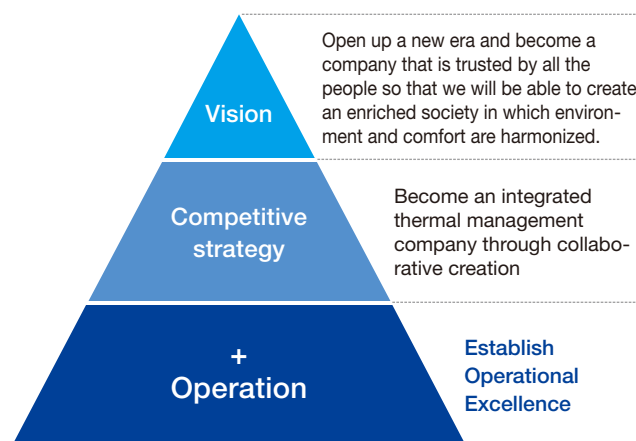 Vision
Open up a new era and become a
company that is trusted by all the
people so that we will be able to create
an enriched society in which environ-
ment and comfort are harmonized.
Competitive
strategy
Become an integrated
thermal management
company through collabo-
rative creation
+
Operation
Establish
Operational
Excellence